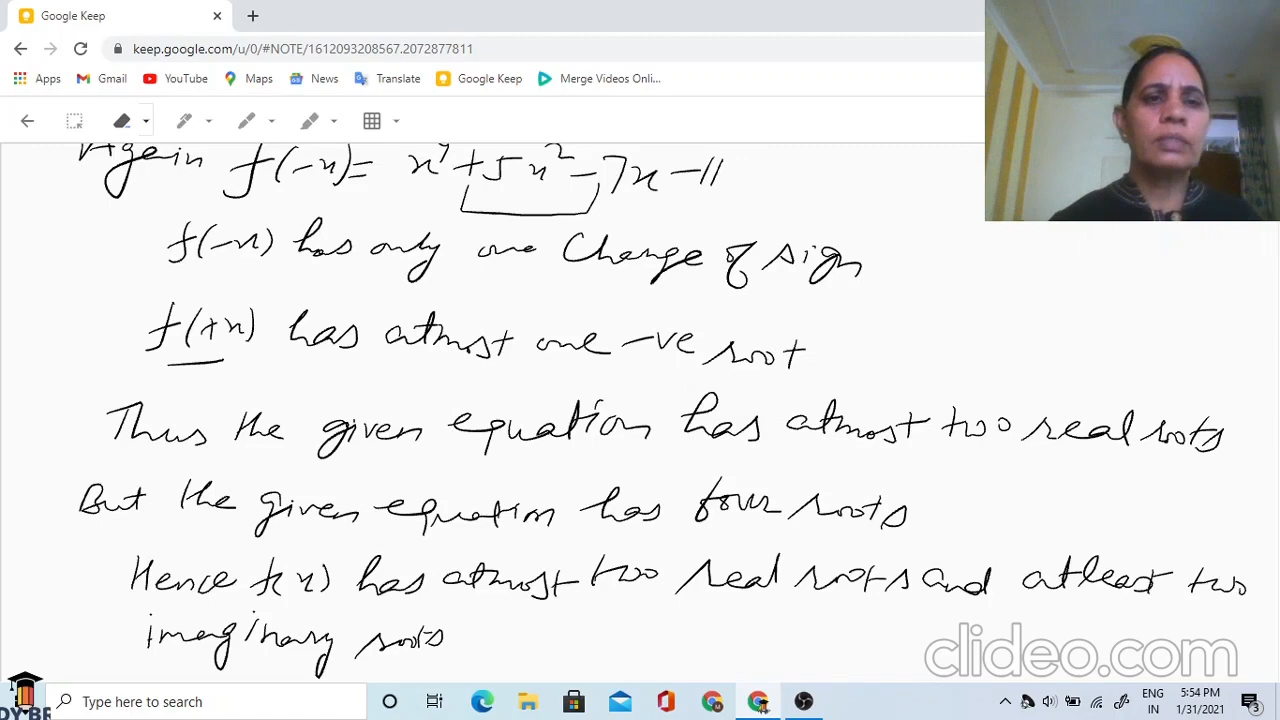 Google Keep
keep.google.com/u/0/#NOTE/1612093208567.2072877811
Apps Gmail YouTube Maps News Translate Google Keep Merge Videos Onli...
Again f(-x)= x⁴+5x²-7x-11
f(-x) has only one Change of sign
f(+x) has atmost one -ve root
Thus the given equation has atmost two real roots
But the given equation has four roots
Hence f(x) has atmost two real roots and atleast two
imaginary roots
clideo.com
DY BR
Type here to search
ENG
IN
5:54 PM
1/31/2021
3